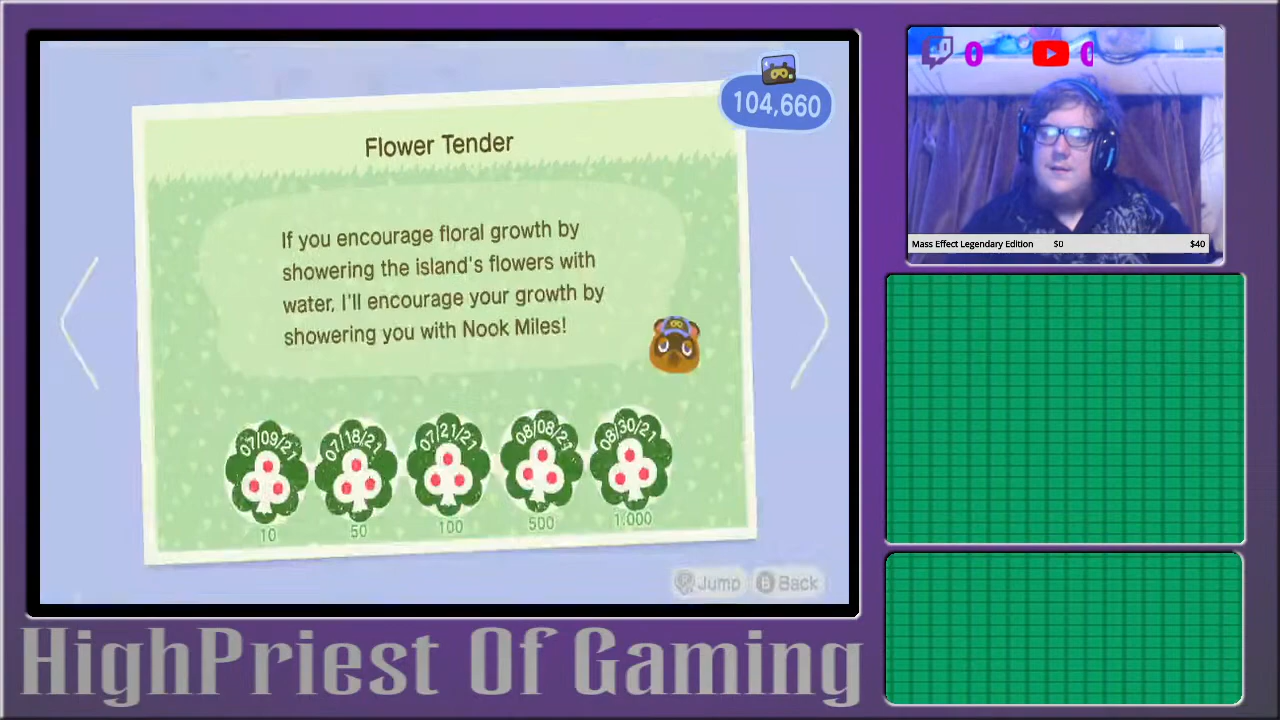 104,660
Flower Tender
If you encourage floral growth by
showering the island's flowers with
water, I'll encourage your growth by
showering you with Nook Miles!
07/09/21 07/18/21 07/21/21 08/08/21 08/30/21
10 50 100 500 1,000
R Jump B Back
0 0
Mass Effect Legendary Edition $0 $40
HighPriest Of Gaming